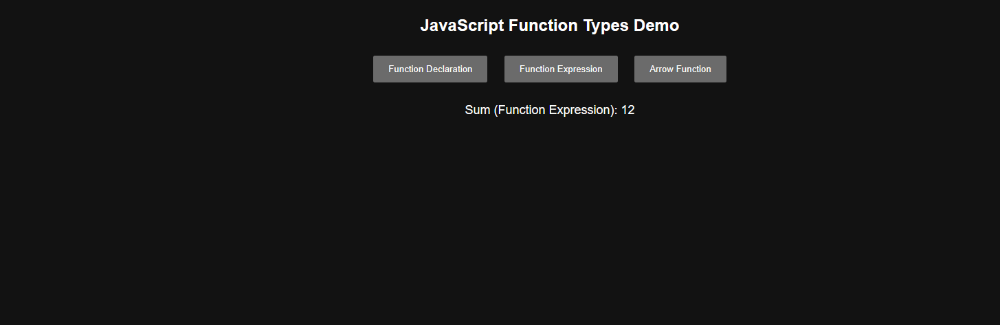 JavaScript Function Types Demo
Function Declaration Function Expression Arrow Function
Sum (Function Expression): 12